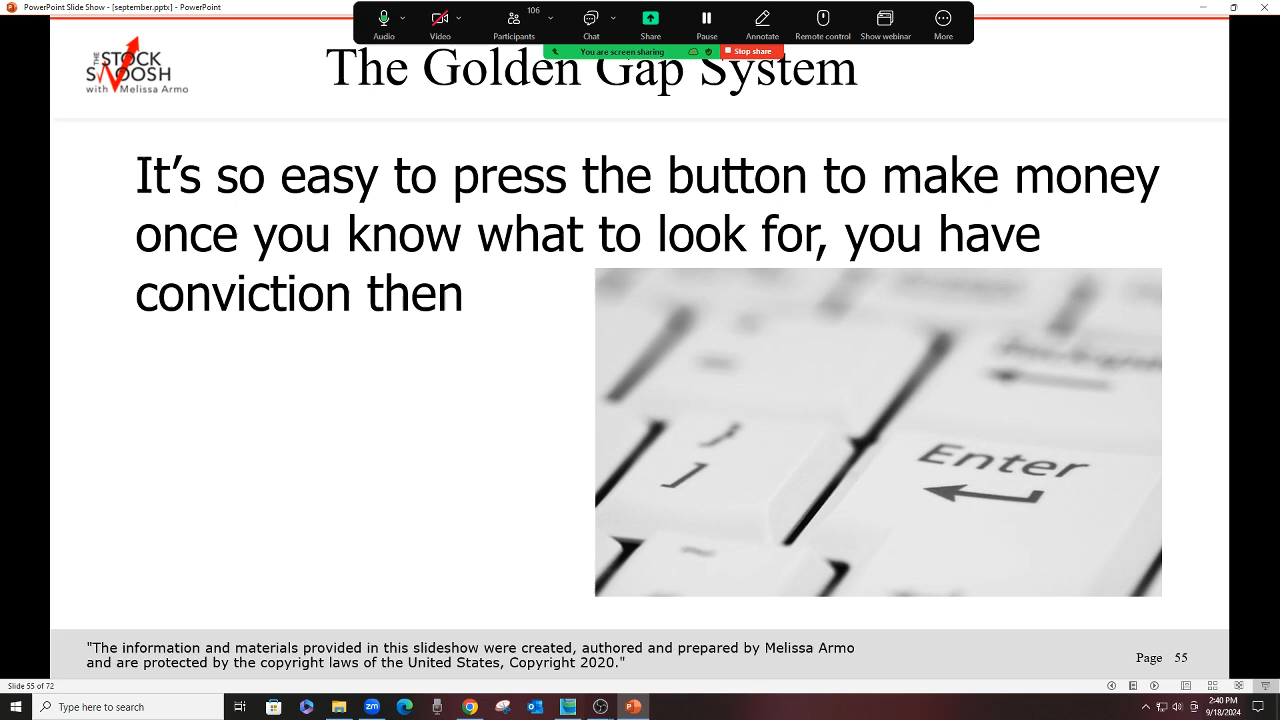 PowerPoint Slide Show - [september.pptx] - PowerPoint
106
Audio Video Participants Chat Share Pause Annotate Remote control Show webinar More
You are screen sharing Stop share
THE STOCK SWOOSH
with Melissa Armo
The Golden Gap System
It’s so easy to press the button to make money
once you know what to look for, you have
conviction then
}
]
Enter
~
"The information and materials provided in this slideshow were created, authored and prepared by Melissa Armo
and are protected by the copyright laws of the United States, Copyright 2020."
Page 55
Slide 55 of 72
Type here to search
zm
2:40 PM
9/18/2024